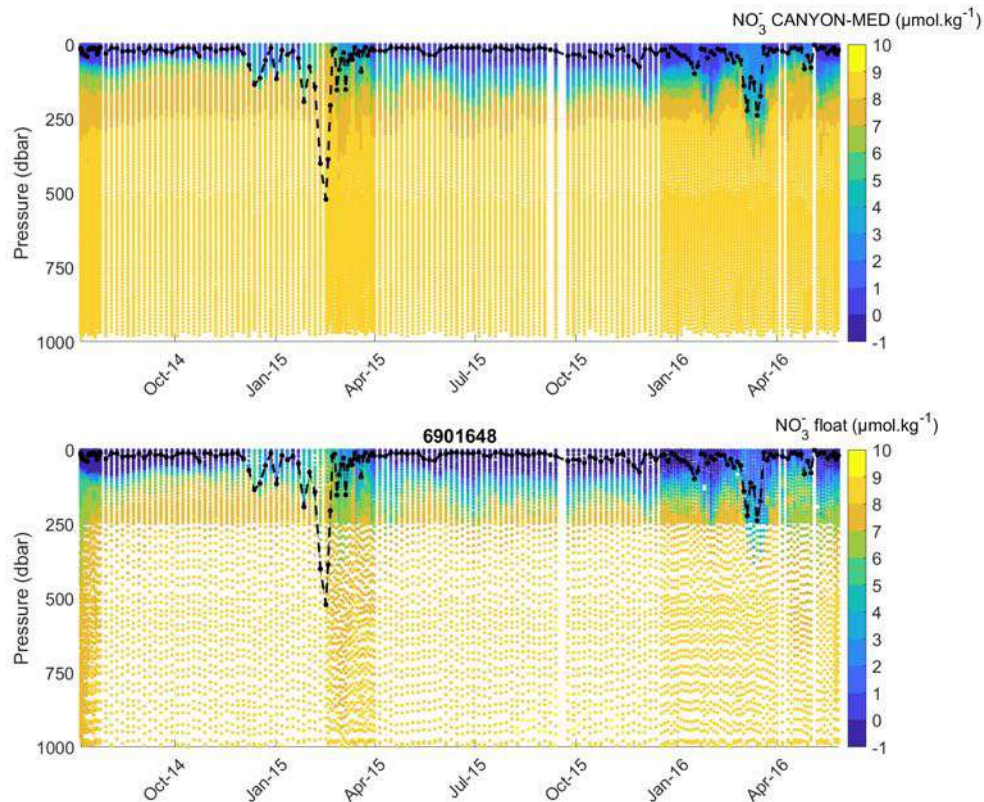 NO₃⁻ CANYON-MED (µmol.kg⁻¹)
0
250
500
750
1000
Pressure (dbar)
Oct-14
Jan-15
Apr-15
Jul-15
Oct-15
Jan-16
Apr-16
10
9
8
7
6
5
4
3
2
1
0
-1
6901648
NO₃⁻ float (µmol.kg⁻¹)
0
250
500
750
1000
Pressure (dbar)
Oct-14
Jan-15
Apr-15
Jul-15
Oct-15
Jan-16
Apr-16
10
9
8
7
6
5
4
3
2
1
0
-1